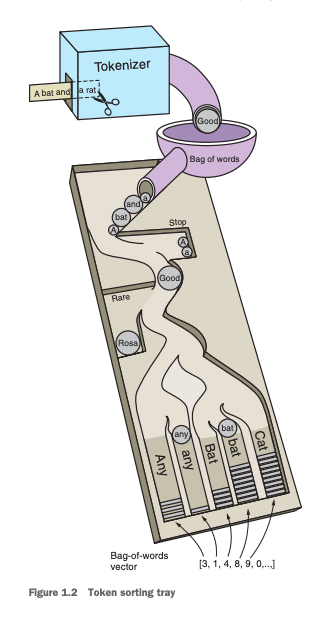 Tokenizer
A bat and a rat
Good
Bag of words
a
and
bat
A
Stop
A
a
Good
Rare
Rosa
any
bat
Any
any
Bat
bat
Cat
Bag-of-words
vector
[3, 1, 4, 8, 9, 0,..,]
Figure 1.2 Token sorting tray